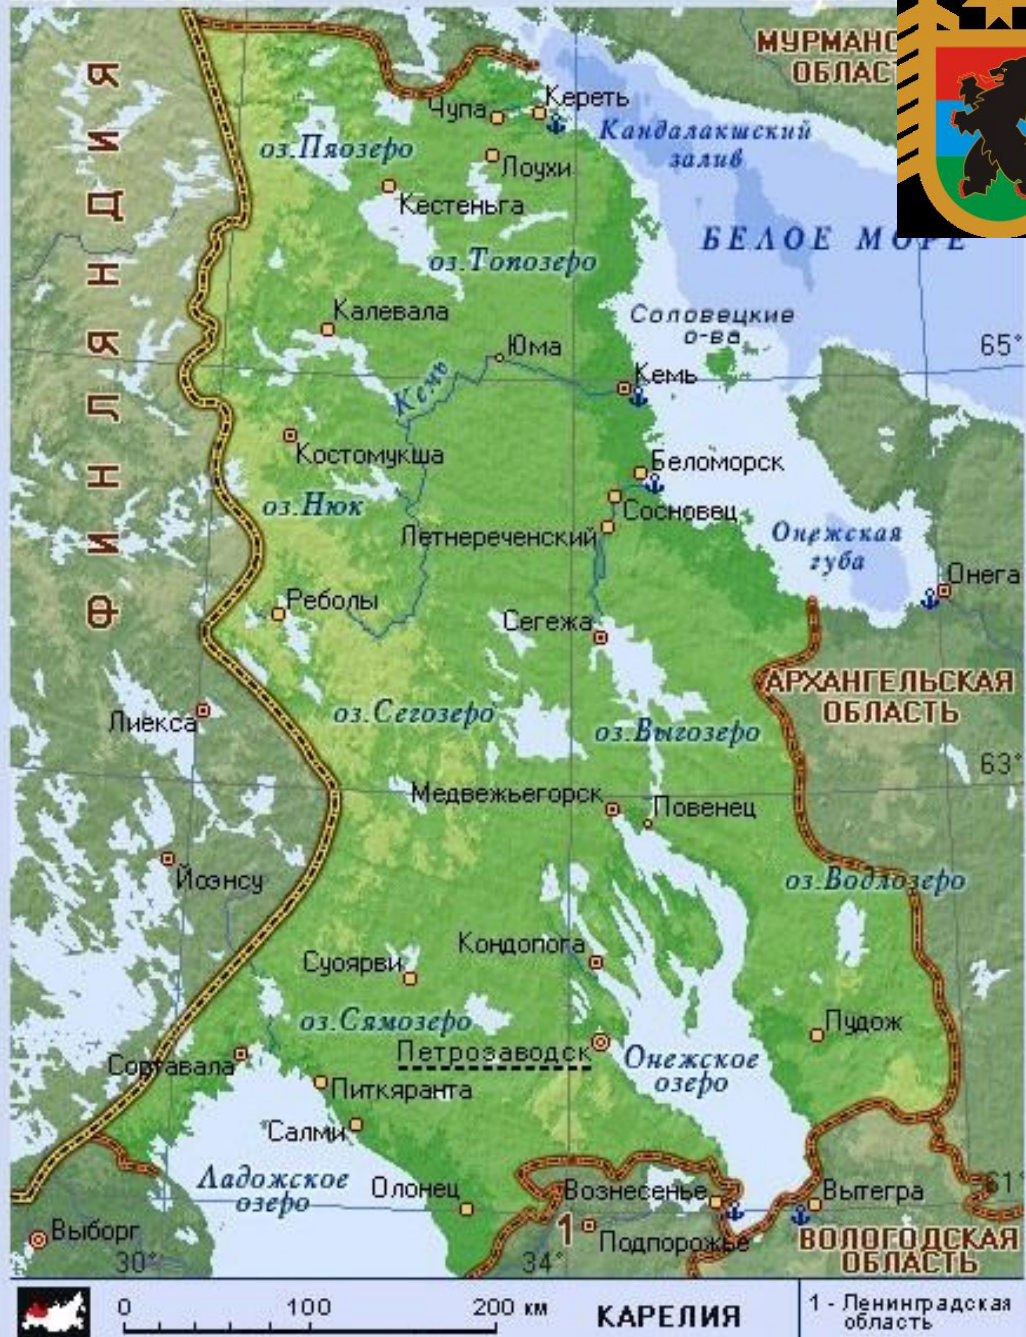 МУРМАНС
ОБЛАСТ
ФИНЛЯНДИЯ
Чупа
Кереть
Кандалакшский
залив
оз.Пяозеро
Лоухи
Кестеньга
БЕЛОЕ МОРЕ
оз.Топозеро
Калевала
Соловецкие
о-ва
Юма
65°
Кемь
Кемь
Костомукша
Беломорск
оз.Нюк
Сосновец
Летнереченский
Онежская
губа
Онега
Реболы
Сегежа
АРХАНГЕЛЬСКАЯ
ОБЛАСТЬ
Лиекса
оз.Сегозеро
оз.Выгозеро
63°
Медвежьегорск
Повенец
Йоэнсу
оз.Водлозеро
Кондопога
Суоярви
оз.Сямозеро
Пудож
Петрозаводск
Онежское
озеро
Сортавала
Питкяранта
Салми
Ладожское
озеро
Олонец
Вознесенье
Вытегра
61°
Выборг
1
Подпорожье
ВОЛОГОДСКАЯ
ОБЛАСТЬ
30°
34°
0 100 200 км
КАРЕЛИЯ
1 - Ленинградская
область